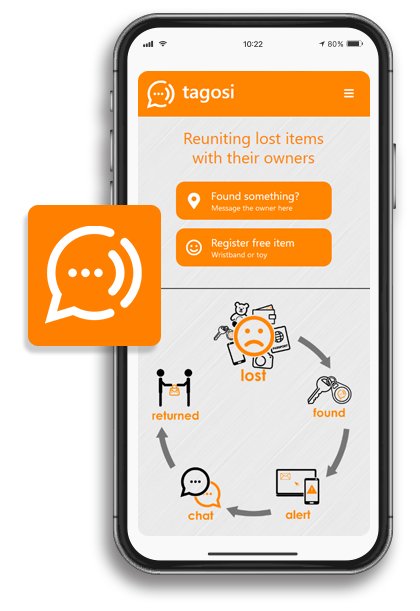 10:22
80%
tagosi
Reuniting lost items
with their owners
Found something?
Message the owner here
Register free item
Wristband or toy
PASSPORT
lost
returned
found
chat
alert